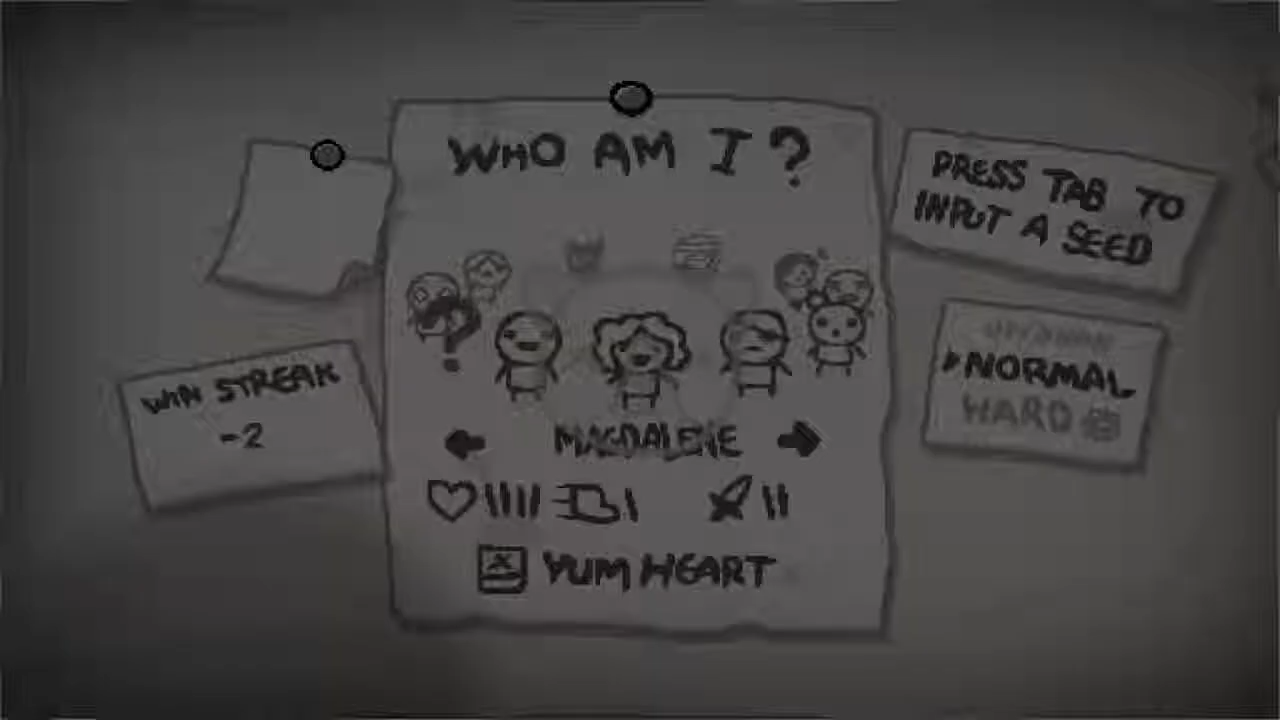 WHO AM I?
PRESS TAB TO
INPUT A SEED
NORMAL
HARD
WIN STREAK
-2
MAGDALENE
YUM HEART